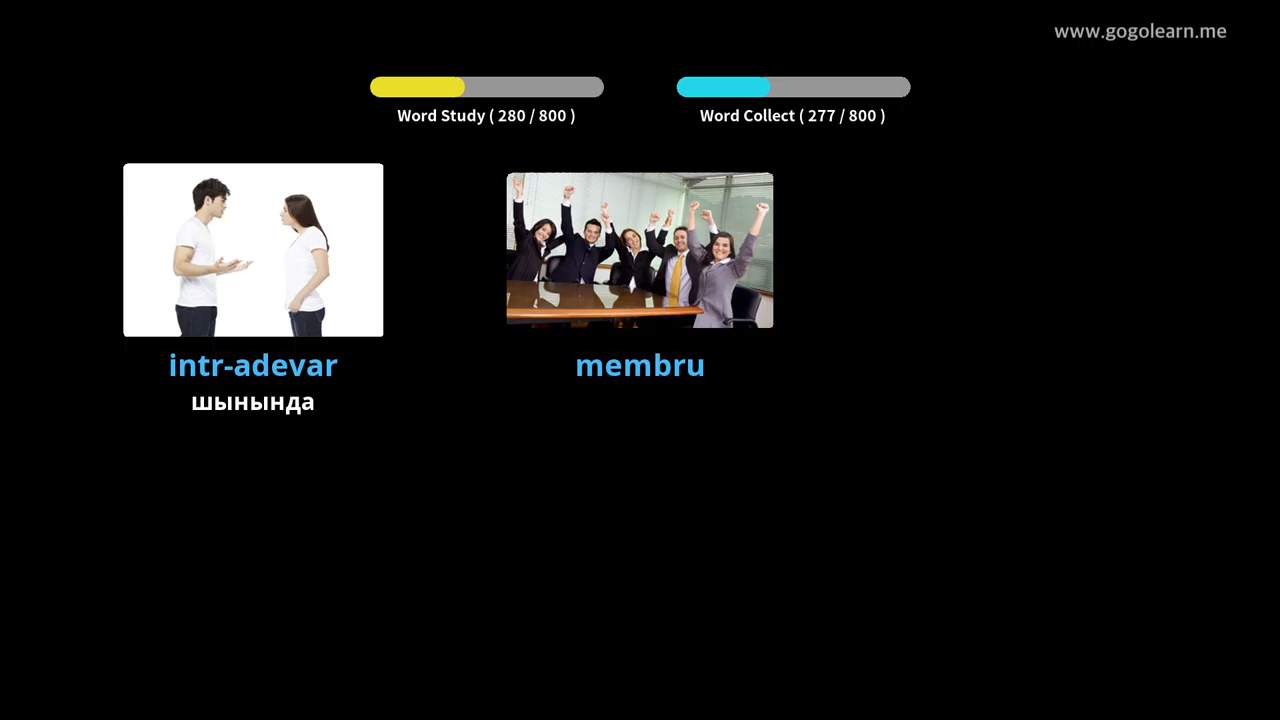 www.gogolearn.me
Word Study ( 280 / 800 )
Word Collect ( 277 / 800 )
intr-adevar
membru
шынында